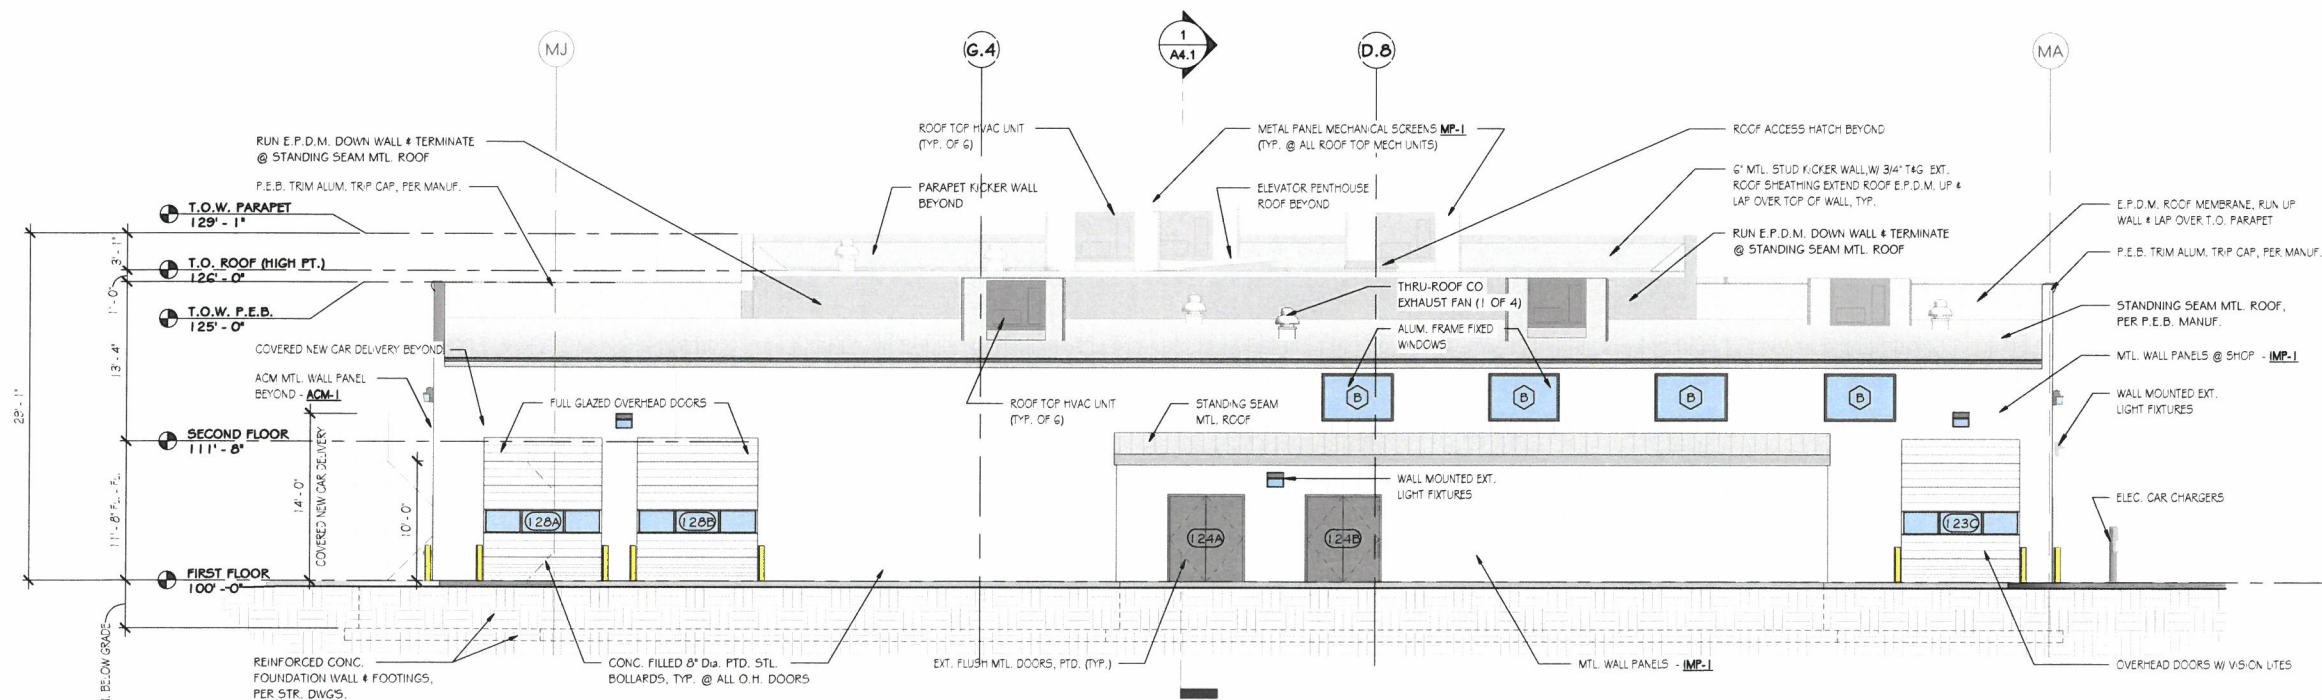 MJ
G.4
1
A4.1
D.8
MA
RUN E.P.D.M. DOWN WALL & TERMINATE
@ STANDING SEAM MTL. ROOF
P.E.B. TRIM ALUM. TRIP CAP, PER MANUF.
ROOF TOP HVAC UNIT
(TYP. OF 6)
PARAPET KICKER WALL
BEYOND
METAL PANEL MECHANICAL SCREENS MP-1
(TYP. @ ALL ROOF TOP MECH UNITS)
ELEVATOR PENTHOUSE
ROOF BEYOND
ROOF ACCESS HATCH BEYOND
6" MTL. STUD KICKER WALL, W/ 3/4" T&G EXT.
ROOF SHEATHING EXTEND ROOF E.P.D.M. UP &
LAP OVER TOP OF WALL, TYP.
RUN E.P.D.M. DOWN WALL & TERMINATE
@ STANDING SEAM MTL. ROOF
E.P.D.M. ROOF MEMBRANE, RUN UP
WALL & LAP OVER T.O. PARAPET
P.E.B. TRIM ALUM. TRIP CAP, PER MANUF.
STANDNING SEAM MTL. ROOF,
PER P.E.B. MANUF.
MTL. WALL PANELS @ SHOP - IMP-1
WALL MOUNTED EXT.
LIGHT FIXTURES
ELEC. CAR CHARGERS
OVERHEAD DOORS W/ VISION LITES
T.O.W. PARAPET
129' - 1"
T.O. ROOF (HIGH PT.)
126' - 0"
T.O.W. P.E.B.
125' - 0"
SECOND FLOOR
111' - 8"
FIRST FLOOR
100' - 0"
29' - 1"
3' - 1"
1' - 0"
13' - 4"
11' - 8" FL. - FL.
14' - 0"
COVERED NEW CAR DELIVERY
10' - 0"
BELOW GRADE
COVERED NEW CAR DELIVERY BEYOND
ACM MTL. WALL PANEL
BEYOND - ACM-1
FULL GLAZED OVERHEAD DOORS
ROOF TOP HVAC UNIT
(TYP. OF 6)
THRU-ROOF CO
EXHAUST FAN (1 OF 4)
ALUM. FRAME FIXED
WINDOWS
STANDING SEAM
MTL. ROOF
WALL MOUNTED EXT.
LIGHT FIXTURES
B
B
B
B
128A
128B
124A
124B
123C
REINFORCED CONC.
FOUNDATION WALL & FOOTINGS,
PER STR. DWGS.
CONC. FILLED 8" Dia. PTD. STL.
BOLLARDS, TYP. @ ALL O.H. DOORS
EXT. FLUSH MTL. DOORS, PTD. (TYP.)
MTL. WALL PANELS - IMP-1